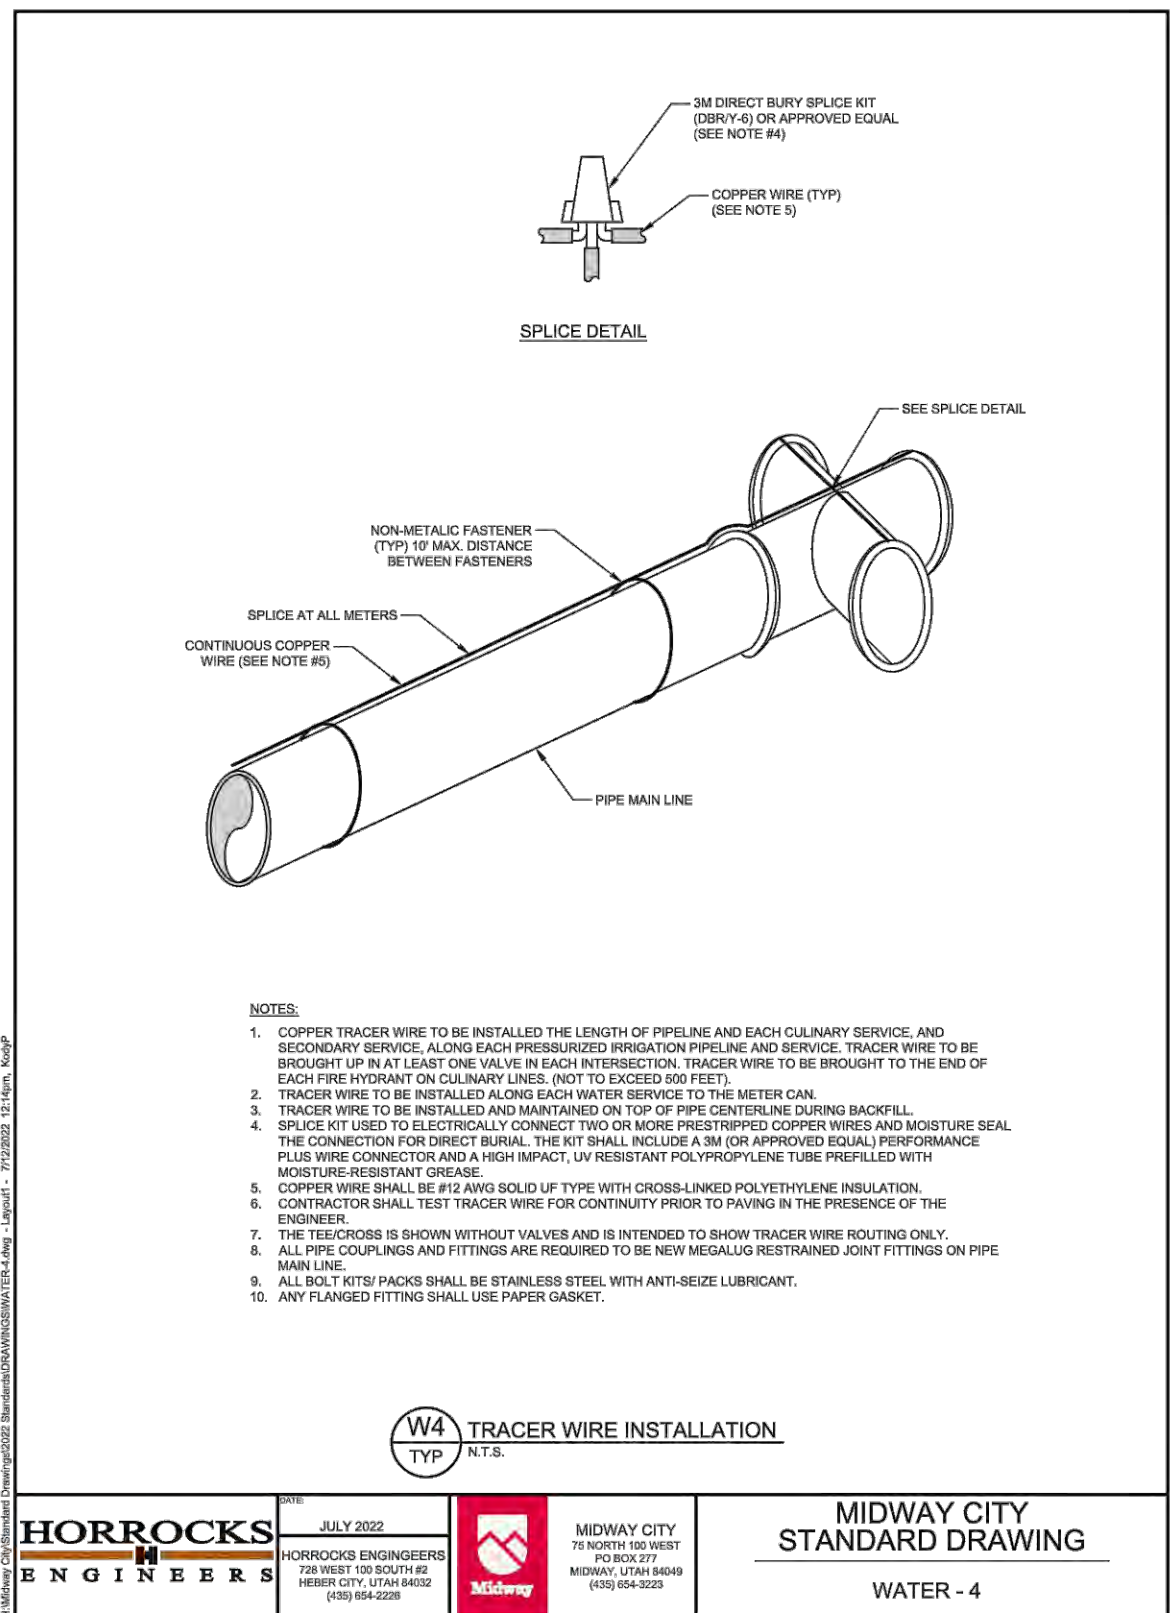 3M DIRECT BURY SPLICE KIT
(DBR/Y-6) OR APPROVED EQUAL
(SEE NOTE #4)
COPPER WIRE (TYP)
(SEE NOTE 5)
SPLICE DETAIL
SEE SPLICE DETAIL
NON-METALIC FASTENER
(TYP) 10' MAX. DISTANCE
BETWEEN FASTENERS
SPLICE AT ALL METERS
CONTINUOUS COPPER
WIRE (SEE NOTE #5)
PIPE MAIN LINE
NOTES:
1. COPPER TRACER WIRE TO BE INSTALLED THE LENGTH OF PIPELINE AND EACH CULINARY SERVICE, AND
SECONDARY SERVICE, ALONG EACH PRESSURIZED IRRIGATION PIPELINE AND SERVICE. TRACER WIRE TO BE
BROUGHT UP IN AT LEAST ONE VALVE IN EACH INTERSECTION. TRACER WIRE TO BE BROUGHT TO THE END OF
EACH FIRE HYDRANT ON CULINARY LINES. (NOT TO EXCEED 500 FEET).
2. TRACER WIRE TO BE INSTALLED ALONG EACH WATER SERVICE TO THE METER CAN.
3. TRACER WIRE TO BE INSTALLED AND MAINTAINED ON TOP OF PIPE CENTERLINE DURING BACKFILL.
4. SPLICE KIT USED TO ELECTRICALLY CONNECT TWO OR MORE PRESTRIPPED COPPER WIRES AND MOISTURE SEAL
THE CONNECTION FOR DIRECT BURIAL. THE KIT SHALL INCLUDE A 3M (OR APPROVED EQUAL) PERFORMANCE
PLUS WIRE CONNECTOR AND A HIGH IMPACT, UV RESISTANT POLYPROPYLENE TUBE PREFILLED WITH
MOISTURE-RESISTANT GREASE.
5. COPPER WIRE SHALL BE #12 AWG SOLID UF TYPE WITH CROSS-LINKED POLYETHYLENE INSULATION.
6. CONTRACTOR SHALL TEST TRACER WIRE FOR CONTINUITY PRIOR TO PAVING IN THE PRESENCE OF THE
ENGINEER.
7. THE TEE/CROSS IS SHOWN WITHOUT VALVES AND IS INTENDED TO SHOW TRACER WIRE ROUTING ONLY.
8. ALL PIPE COUPLINGS AND FITTINGS ARE REQUIRED TO BE NEW MEGALUG RESTRAINED JOINT FITTINGS ON PIPE
MAIN LINE.
9. ALL BOLT KITS/ PACKS SHALL BE STAINLESS STEEL WITH ANTI-SEIZE LUBRICANT.
10. ANY FLANGED FITTING SHALL USE PAPER GASKET.
W4
TYP
TRACER WIRE INSTALLATION
N.T.S.
HORROCKS
ENGINEERS
DATE:
JULY 2022
HORROCKS ENGINGEERS
728 WEST 100 SOUTH #2
HEBER CITY, UTAH 84032
(435) 654-2226
Midway
MIDWAY CITY
75 NORTH 100 WEST
PO BOX 277
MIDWAY, UTAH 84049
(435) 654-3223
MIDWAY CITY
STANDARD DRAWING
WATER - 4
Midway City\Standard Drawings\2022 Standards\DRAWINGS\WATER-4.dwg - Layout1 - 7/12/2022 12:14pm, KodyP